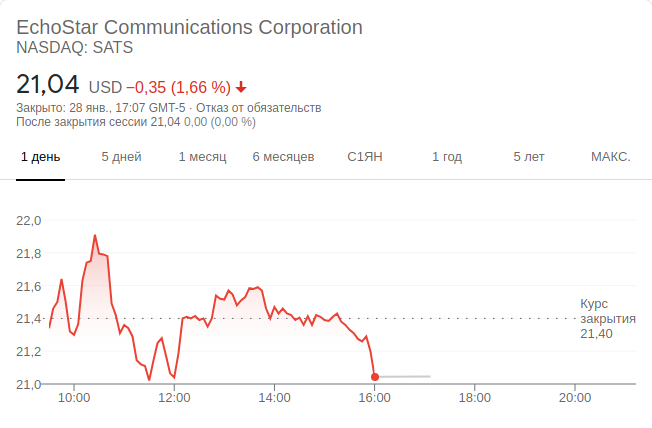 EchoStar Communications Corporation
NASDAQ: SATS
21,04 USD −0,35 (1,66 %)
Закрыто: 28 янв., 17:07 GMT-5 · Отказ от обязательств
После закрытия сессии 21,04 0,00 (0,00 %)
1 день 5 дней 1 месяц 6 месяцев С1ЯН 1 год 5 лет МАКС.
22,0
21,8
21,6
21,4
21,2
21,0
Курс
закрытия
21,40
10:00 12:00 14:00 16:00 18:00 20:00